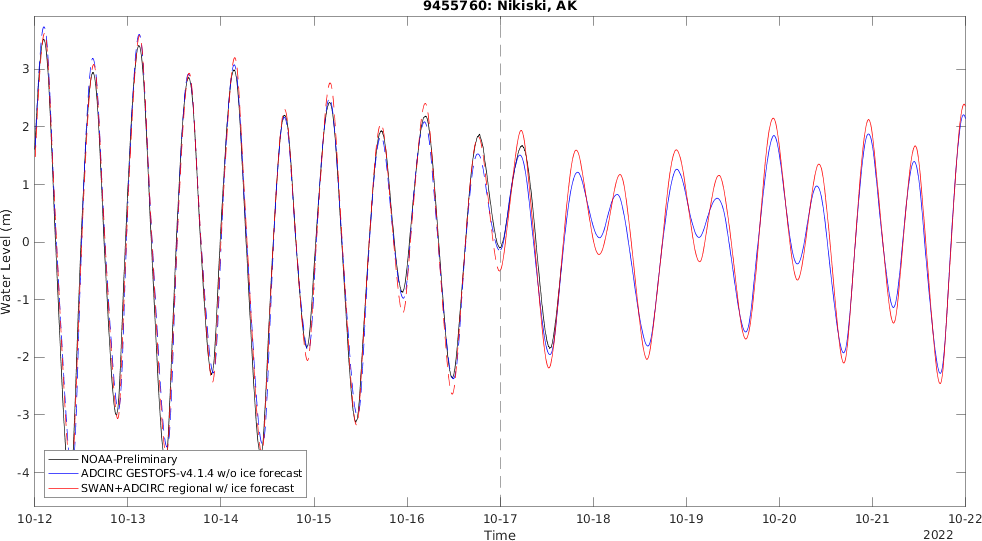 9455760: Nikiski, AK
Water Level (m)
3
2
1
0
-1
-2
-3
-4
NOAA-Preliminary
ADCIRC GESTOFS-v4.1.4 w/o ice forecast
SWAN+ADCIRC regional w/ ice forecast
10-12 10-13 10-14 10-15 10-16 10-17 10-18 10-19 10-20 10-21 10-22
Time
2022